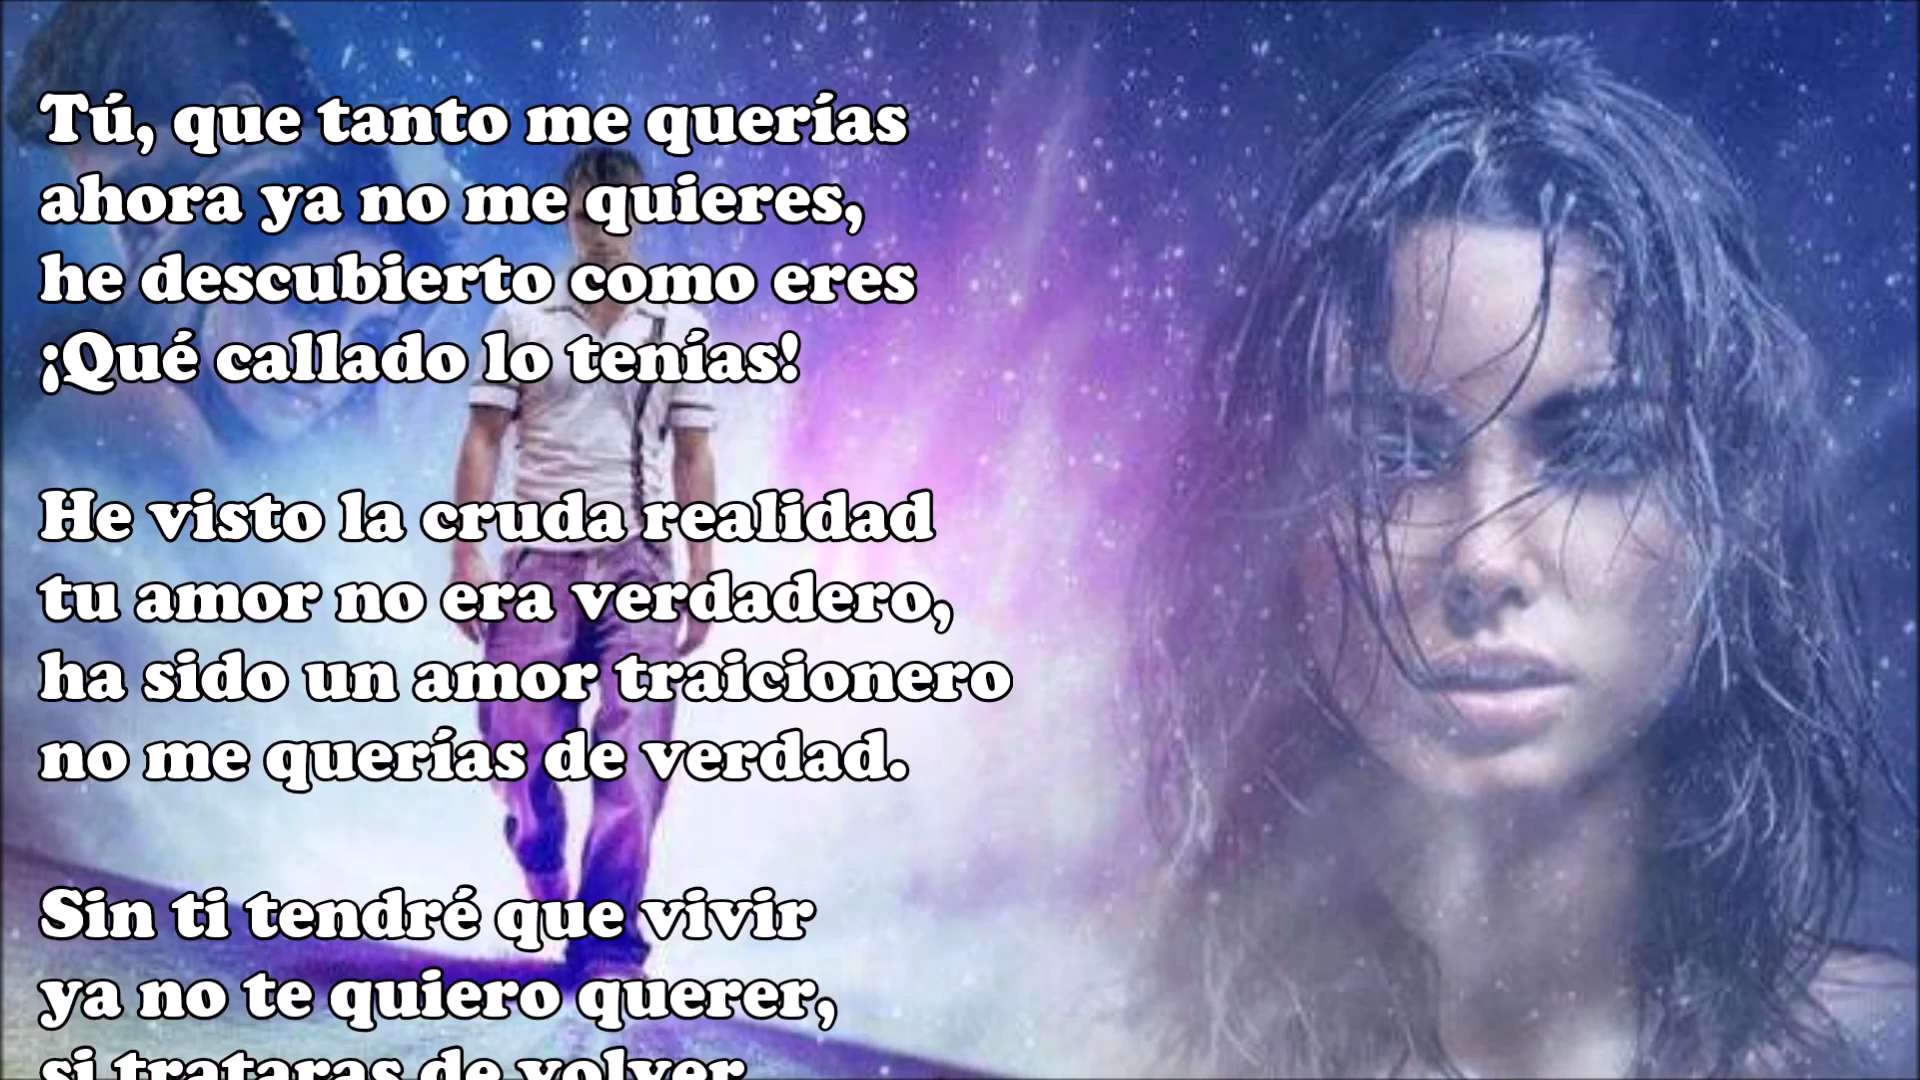 Tú, que tanto me querías
ahora ya no me quieres,
he descubierto como eres
¡Qué callado lo tenías!
He visto la cruda realidad
tu amor no era verdadero,
ha sido un amor traicionero
no me querías de verdad.
Sin ti tendré que vivir
ya no te quiero querer,
si trataras de volver